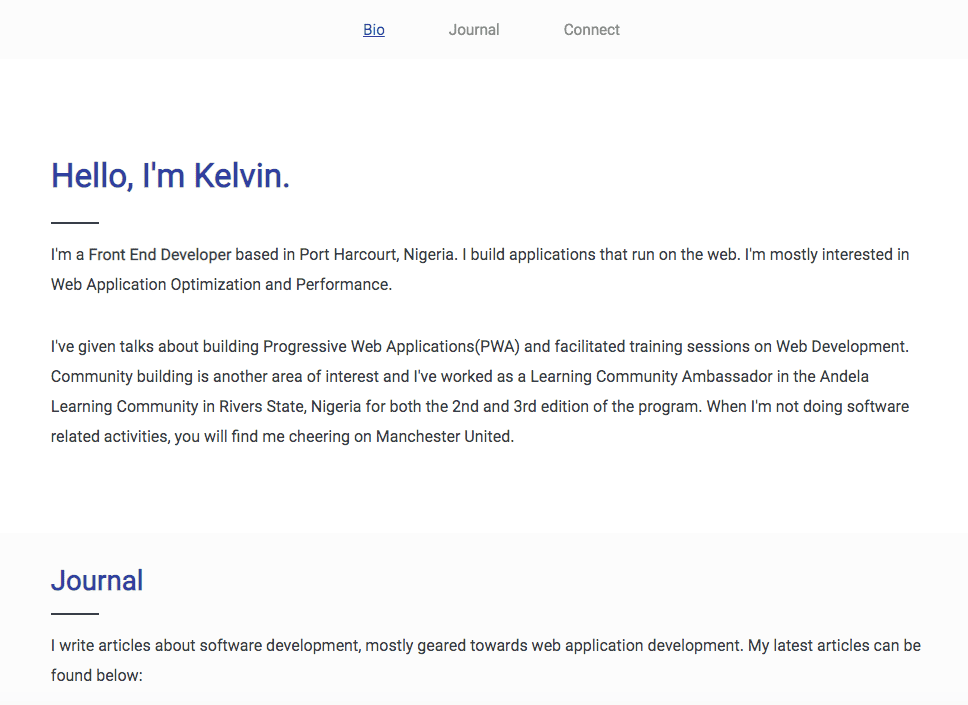 Bio Journal Connect
Hello, I'm Kelvin.
I'm a Front End Developer based in Port Harcourt, Nigeria. I build applications that run on the web. I'm mostly interested in
Web Application Optimization and Performance.
I've given talks about building Progressive Web Applications(PWA) and facilitated training sessions on Web Development.
Community building is another area of interest and I've worked as a Learning Community Ambassador in the Andela
Learning Community in Rivers State, Nigeria for both the 2nd and 3rd edition of the program. When I'm not doing software
related activities, you will find me cheering on Manchester United.
Journal
I write articles about software development, mostly geared towards web application development. My latest articles can be
found below: